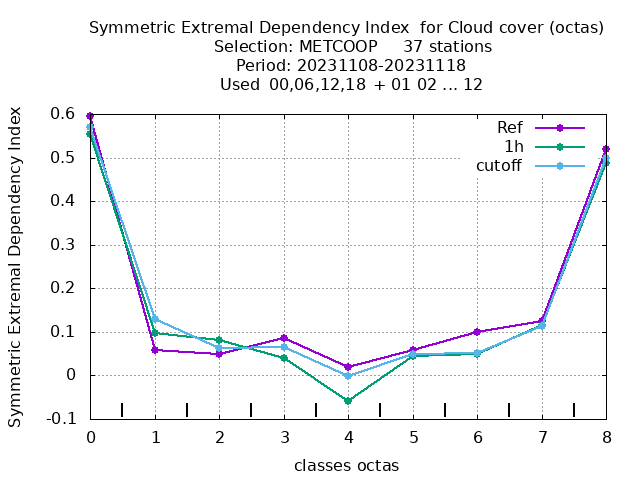 Symmetric Extremal Dependency Index  for Cloud cover (octas)
Selection: METCOOP     37 stations
Period: 20231108-20231118
Used  00,06,12,18  + 01 02 ... 12
Symmetric Extremal Dependency Index
0.6
0.5
0.4
0.3
0.2
0.1
0
-0.1
Ref
1h
cutoff
0 1 2 3 4 5 6 7 8
classes octas